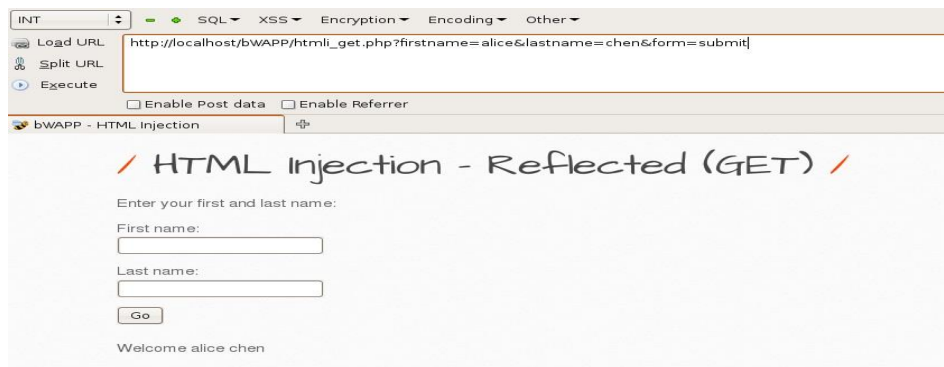 INT SQL▾ XSS▾ Encryption▾ Encoding▾ Other▾
Load URL http://localhost/bWAPP/htmli_get.php?firstname=alice&lastname=chen&form=submit
Split URL
Execute
Enable Post data Enable Referrer
bWAPP - HTML Injection
/ HTML Injection - Reflected (GET) /
Enter your first and last name:
First name:
Last name:
Go
Welcome alice chen